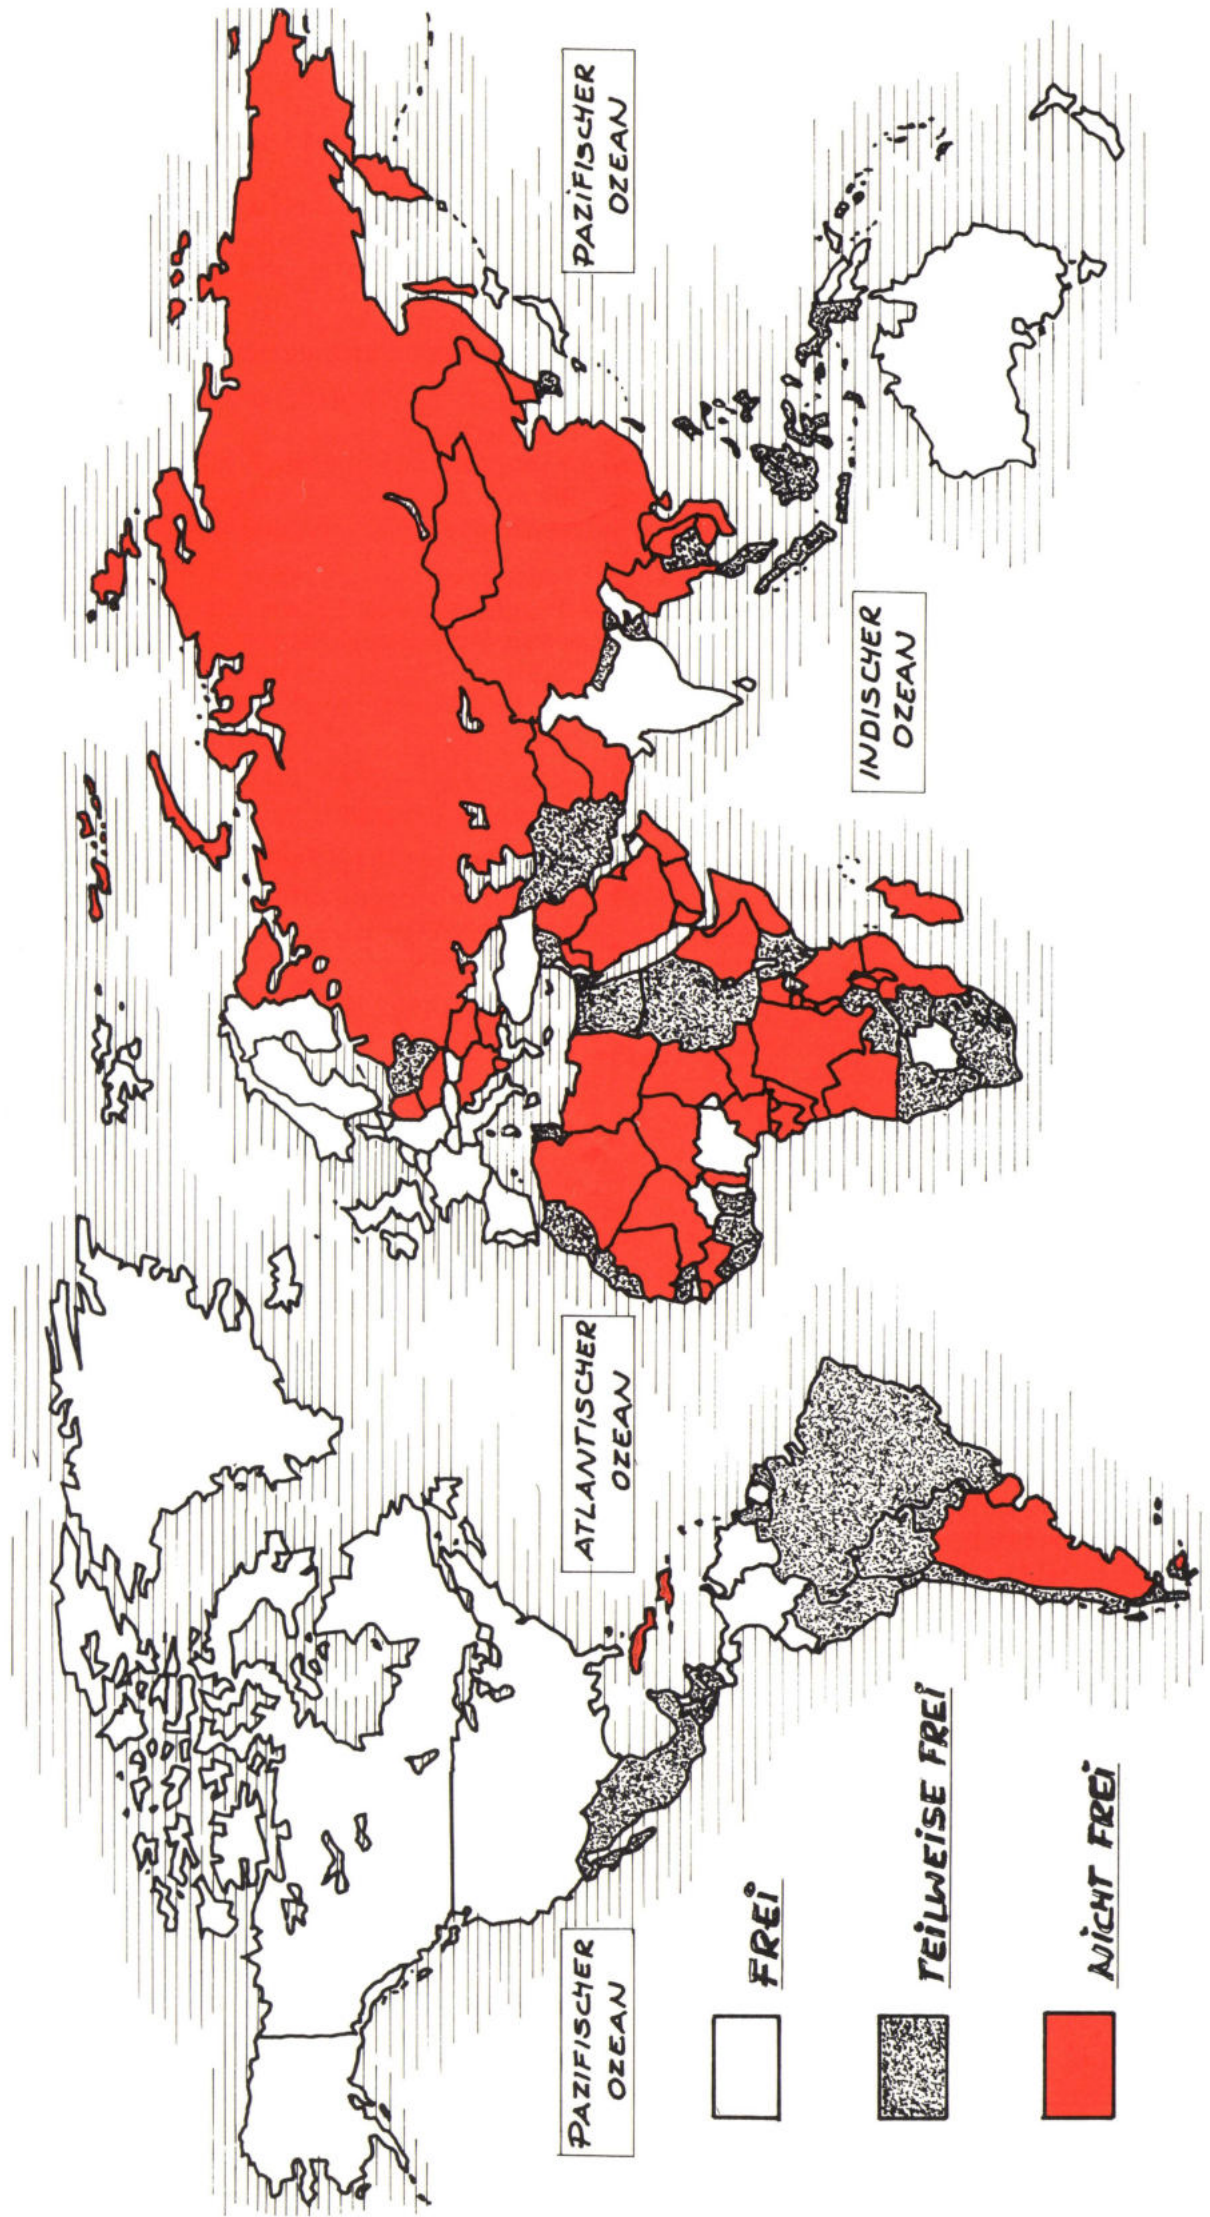 PAZIFISCHER
OZEAN
ATLANTISCHER
OZEAN
PAZIFISCHER
OZEAN
INDISCHER
OZEAN
FREI
TEILWEISE FREI
NICHT FREI